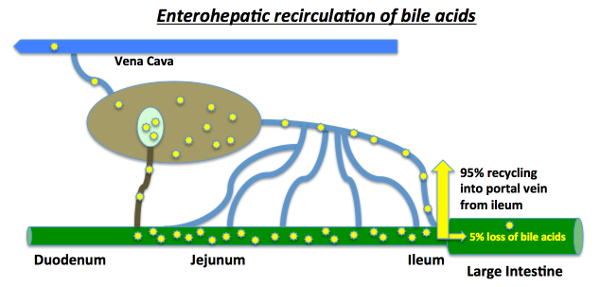 Enterohepatic recirculation of bile acids
Vena Cava
95% recycling
into portal vein
from ileum
5% loss of bile acids
Duodenum
Jejunum
Ileum
Large Intestine